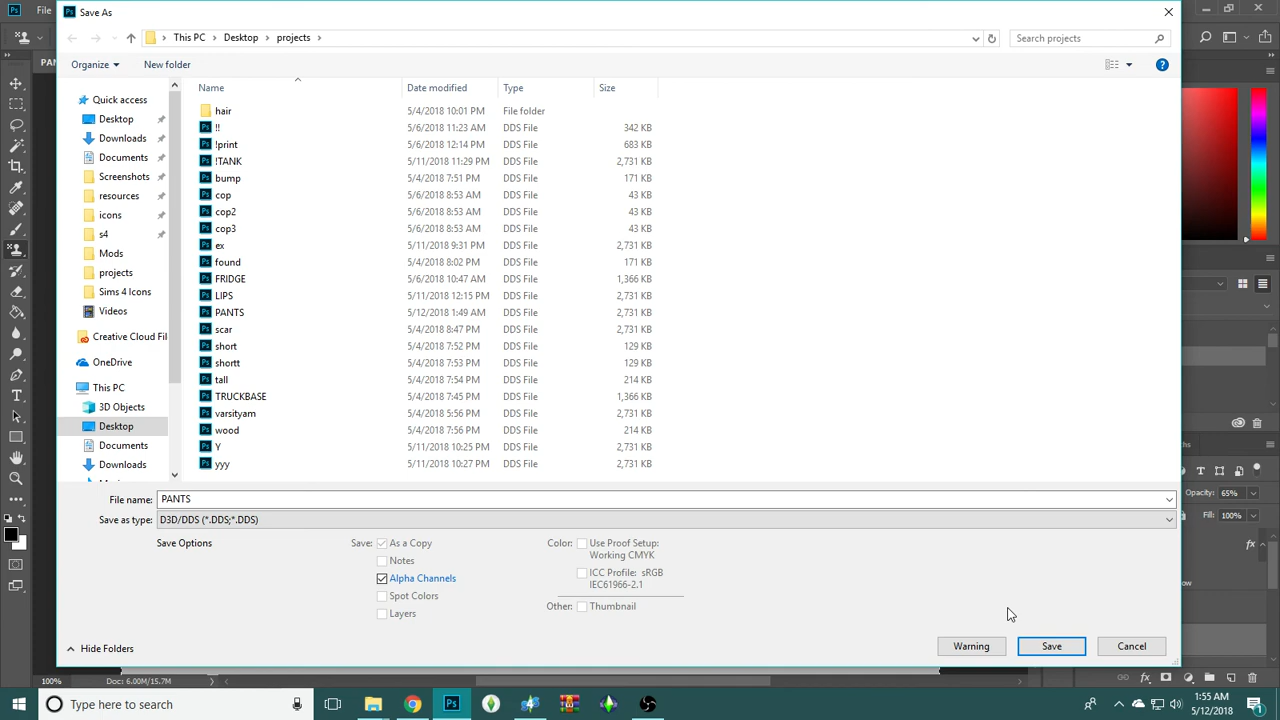 File
Save As
This PC > Desktop > projects >
Search projects
Organize
New folder
Name Date modified Type Size
Quick access
Desktop
Downloads
Documents
Screenshots
resources
icons
s4
Mods
projects
Sims 4 Icons
Videos
Creative Cloud Fil
OneDrive
This PC
3D Objects
Desktop
Documents
Downloads
hair 5/4/2018 10:01 PM File folder
!! 5/6/2018 11:23 AM DDS File 342 KB
!print 5/6/2018 12:14 PM DDS File 683 KB
!TANK 5/11/2018 11:29 PM DDS File 2,731 KB
bump 5/4/2018 7:51 PM DDS File 171 KB
cop 5/6/2018 8:53 AM DDS File 43 KB
cop2 5/6/2018 8:53 AM DDS File 43 KB
cop3 5/6/2018 8:53 AM DDS File 43 KB
ex 5/11/2018 9:31 PM DDS File 2,731 KB
found 5/4/2018 8:02 PM DDS File 171 KB
FRIDGE 5/6/2018 10:47 AM DDS File 1,366 KB
LIPS 5/11/2018 12:15 PM DDS File 2,731 KB
PANTS 5/12/2018 1:49 AM DDS File 2,731 KB
scar 5/4/2018 8:47 PM DDS File 2,731 KB
short 5/4/2018 7:52 PM DDS File 129 KB
shortt 5/4/2018 7:53 PM DDS File 129 KB
tall 5/4/2018 7:54 PM DDS File 214 KB
TRUCKBASE 5/4/2018 7:45 PM DDS File 1,366 KB
varsityam 5/4/2018 5:56 PM DDS File 2,731 KB
wood 5/4/2018 7:56 PM DDS File 214 KB
Y 5/11/2018 10:25 PM DDS File 2,731 KB
yyy 5/11/2018 10:27 PM DDS File 2,731 KB
File name: PANTS
Save as type: D3D/DDS (*.DDS;*.DDS)
Save Options
Save: As a Copy
Notes
Alpha Channels
Spot Colors
Layers
Color: Use Proof Setup:
Working CMYK
ICC Profile: sRGB
IEC61966-2.1
Other: Thumbnail
Hide Folders
Warning
Save
Cancel
Opacity: 65%
Fill: 100%
fx
100% Doc: 6.00M/15.7M
Type here to search
1:55 AM
5/12/2018